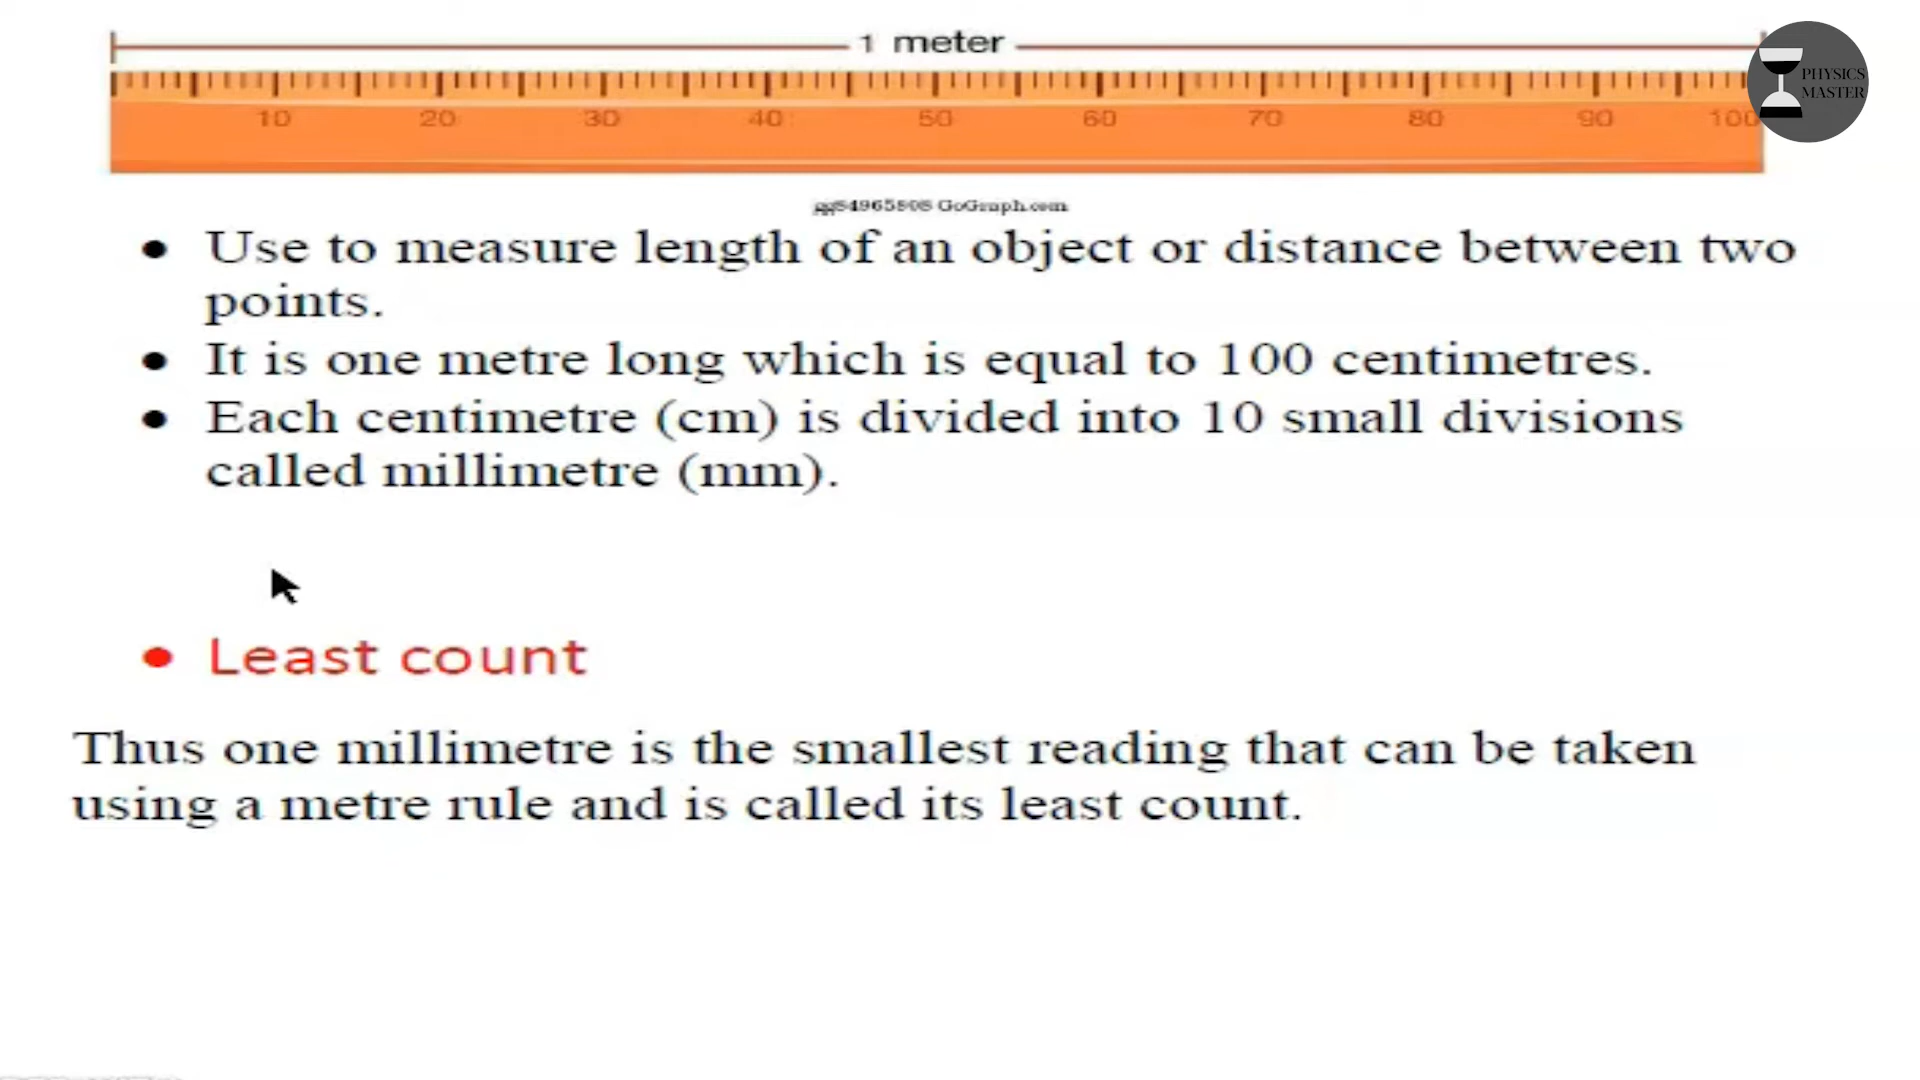 1 meter
10 20 30 40 50 60 70 80 90 100
PHYSICS
MASTER
gg84965808 GoGraph.com
● Use to measure length of an object or distance between two
points.
● It is one metre long which is equal to 100 centimetres.
● Each centimetre (cm) is divided into 10 small divisions
called millimetre (mm).
● Least count
Thus one millimetre is the smallest reading that can be taken
using a metre rule and is called its least count.